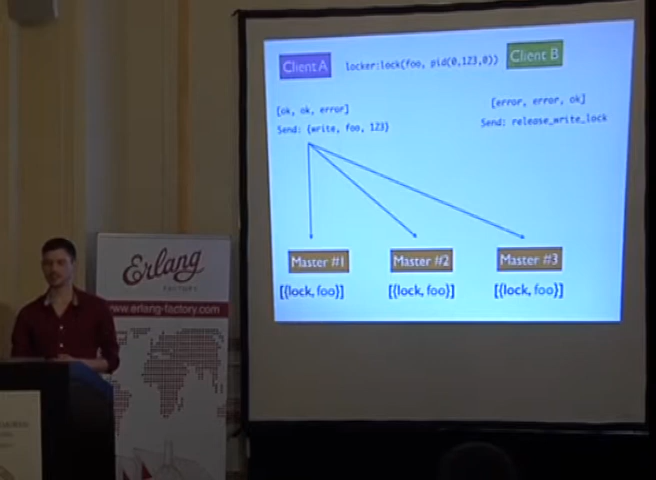 Client A
locker:lock(foo, pid(0,123,0))
Client B
[ok, ok, error]
Send: {write, foo, 123}
[error, error, ok]
Send: release_write_lock
Master #1
Master #2
Master #3
[{lock, foo}]
[{lock, foo}]
[{lock, foo}]
Erlang
FACTORY
www.erlang-factory.com